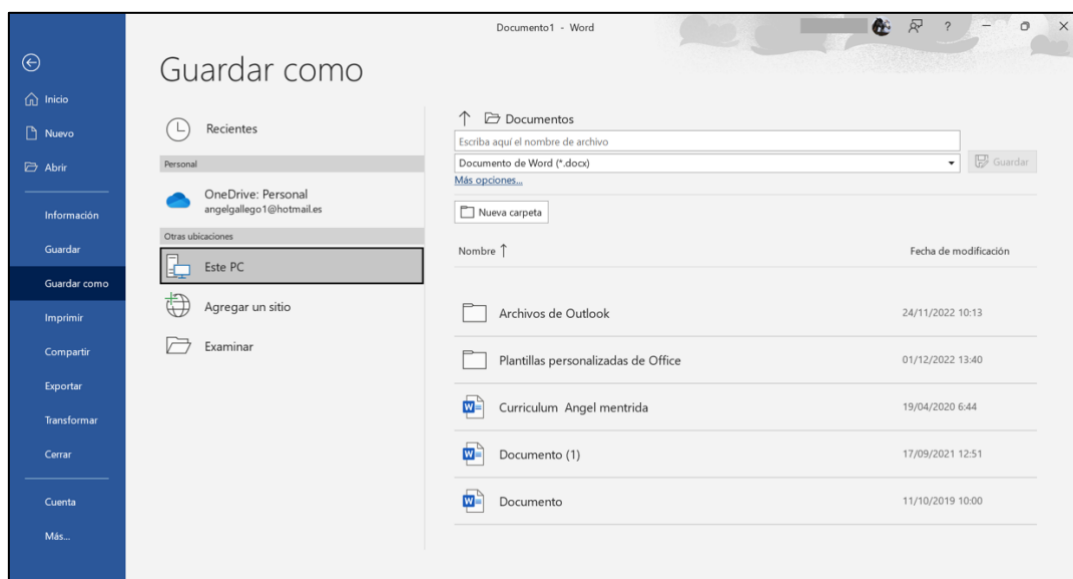 Documento1 - Word
?
Guardar como
Inicio
Nuevo
Abrir
Información
Guardar
Guardar como
Imprimir
Compartir
Exportar
Transformar
Cerrar
Cuenta
Más...
Recientes
Personal
OneDrive: Personal
angelgallego1@hotmail.es
Otras ubicaciones
Este PC
Agregar un sitio
Examinar
Documentos
Escriba aquí el nombre de archivo
Documento de Word (*.docx)
Guardar
Más opciones...
Nueva carpeta
Nombre ↑ Fecha de modificación
Archivos de Outlook 24/11/2022 10:13
Plantillas personalizadas de Office 01/12/2022 13:40
Curriculum Angel mentrida 19/04/2020 6:44
Documento (1) 17/09/2021 12:51
Documento 11/10/2019 10:00